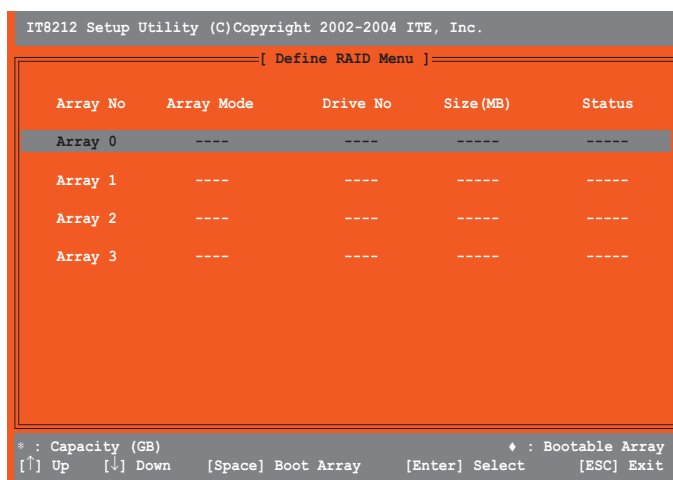 IT8212 Setup Utility (C)Copyright 2002-2004 ITE, Inc.
[ Define RAID Menu ]
Array No Array Mode Drive No Size(MB) Status
Array 0 ---- ---- ----- -----
Array 1 ---- ---- ----- -----
Array 2 ---- ---- ----- -----
Array 3 ---- ---- ----- -----
* : Capacity (GB) ♦ : Bootable Array
[↑] Up [↓] Down [Space] Boot Array [Enter] Select [ESC] Exit